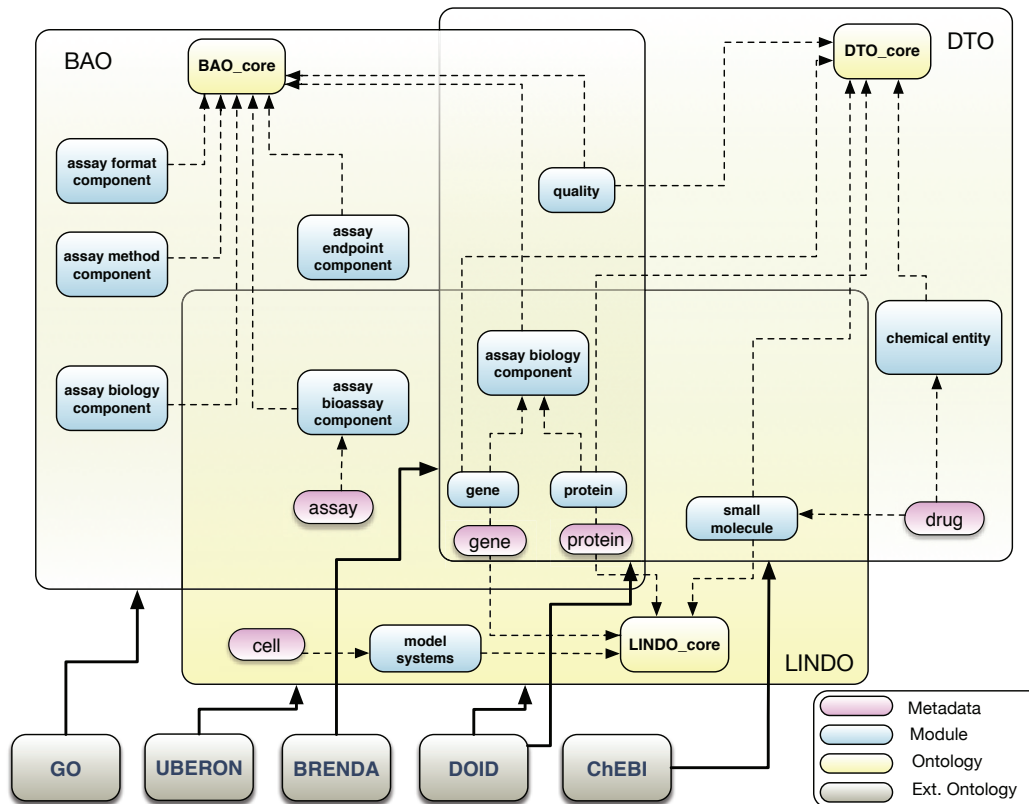 BAO
BAO_core
DTO_core
DTO
assay format
component
quality
assay method
component
assay
endpoint
component
assay biology
component
chemical entity
assay biology
component
assay
bioassay
component
gene
protein
assay
small
molecule
drug
gene
protein
cell
model
systems
LINDO_core
LINDO
GO
UBERON
BRENDA
DOID
ChEBI
Metadata
Module
Ontology
Ext. Ontology